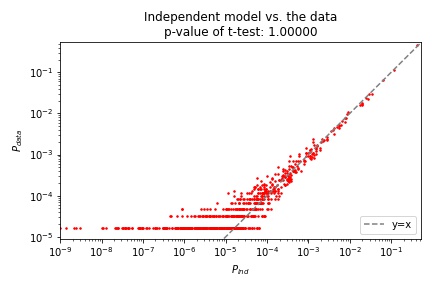 Independent model vs. the data
p-value of t-test: 1.00000
10⁻¹
10⁻²
10⁻³
10⁻⁴
10⁻⁵
P_data
y=x
10⁻⁹ 10⁻⁸ 10⁻⁷ 10⁻⁶ 10⁻⁵ 10⁻⁴ 10⁻³ 10⁻² 10⁻¹
P_ind